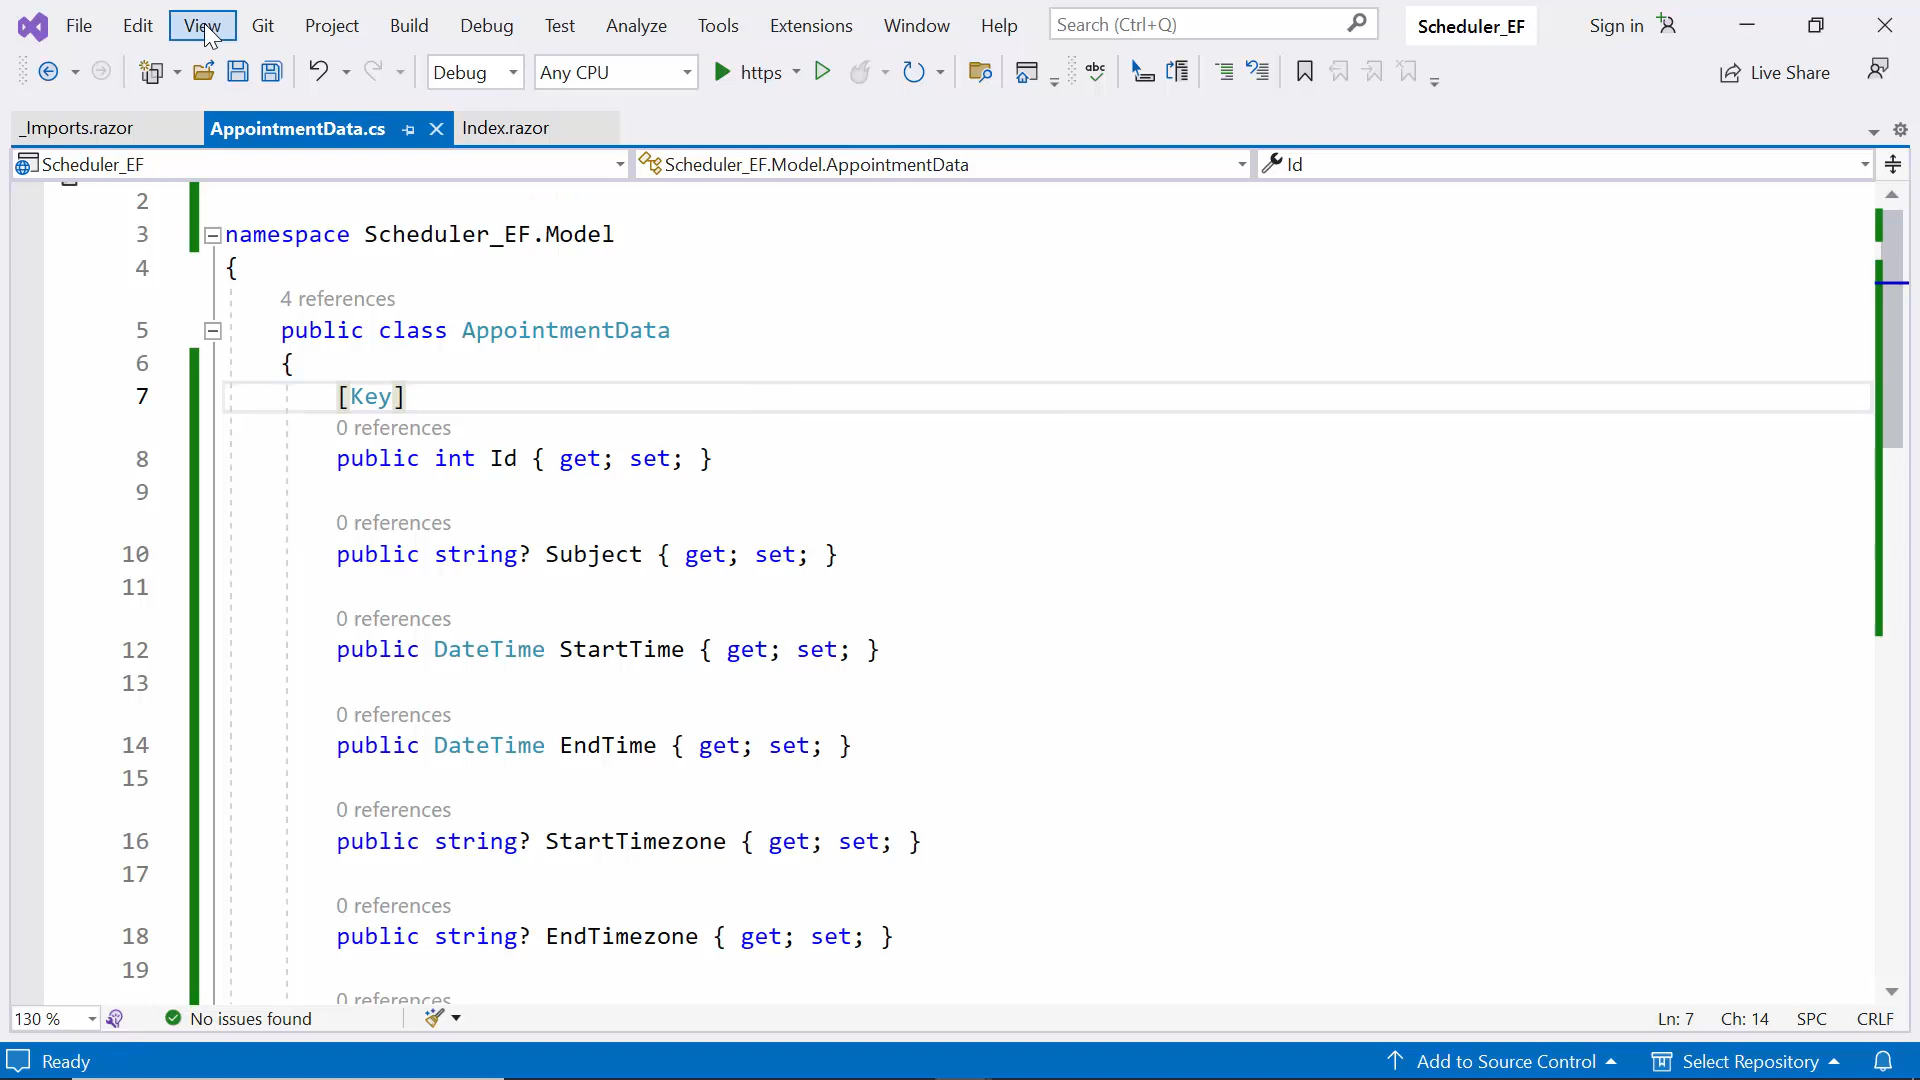 File Edit View Git Project Build Debug Test Analyze Tools Extensions Window Help Search (Ctrl+Q) Scheduler_EF Sign in
Debug Any CPU https abc Live Share
_Imports.razor AppointmentData.cs Index.razor
Scheduler_EF Scheduler_EF.Model.AppointmentData Id
2
3 namespace Scheduler_EF.Model
4 {
4 references
5 public class AppointmentData
6 {
7 [Key]
0 references
8 public int Id { get; set; }
9
0 references
10 public string? Subject { get; set; }
11
0 references
12 public DateTime StartTime { get; set; }
13
0 references
14 public DateTime EndTime { get; set; }
15
0 references
16 public string? StartTimezone { get; set; }
17
0 references
18 public string? EndTimezone { get; set; }
19
0 references
130 % No issues found Ln: 7 Ch: 14 SPC CRLF
Ready Add to Source Control Select Repository